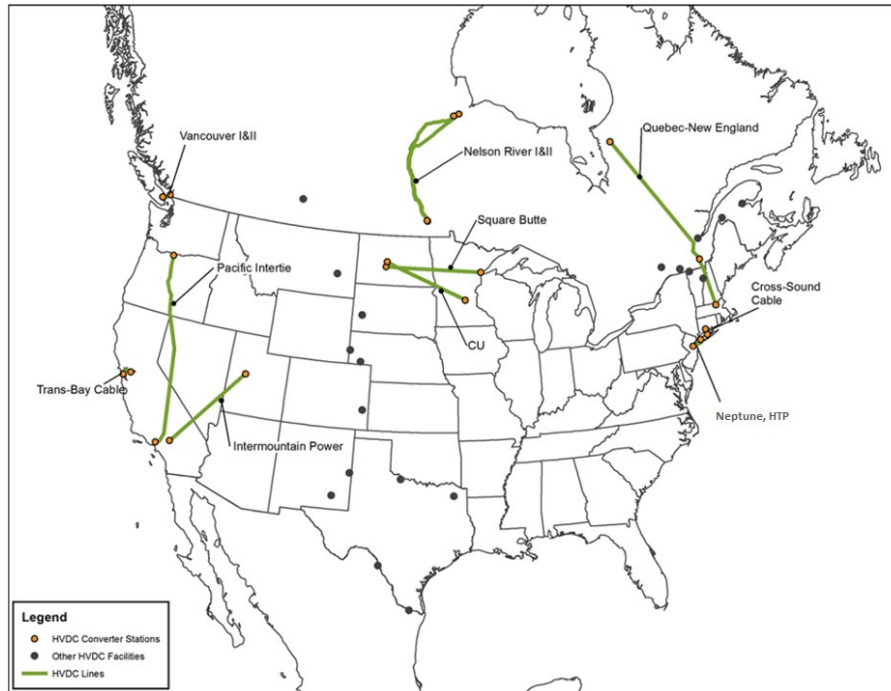 Vancouver I&II
Quebec-New England
Nelson River I&II
Square Butte
Pacific Intertie
Cross-Sound
Cable
CU
Trans-Bay Cable
Neptune, HTP
Intermountain Power
Legend
HVDC Converter Stations
Other HVDC Facilities
HVDC Lines